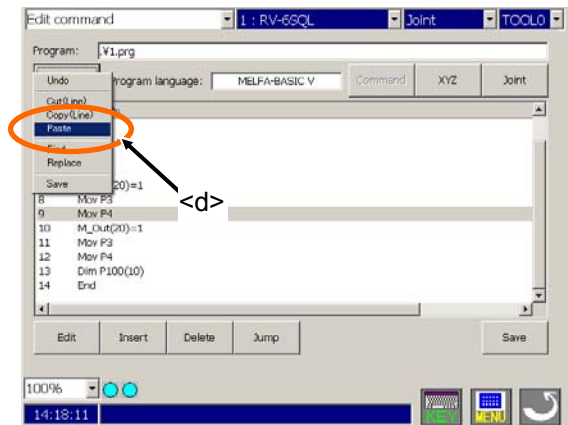 Edit command 1 : RV-6SQL Joint TOOL0
Program: .¥1.prg
Program language: MELFA-BASIC V Command XYZ Joint
Undo
Cut(Line)
Copy(Line)
Paste
Find
Replace
Save
<d>
20)=1
8 Mov P3
9 Mov P4
10 M_Out(20)=1
11 Mov P3
12 Mov P4
13 Dim P100(10)
14 End
Edit Insert Delete Jump Save
100%
KEY MENU
14:18:11